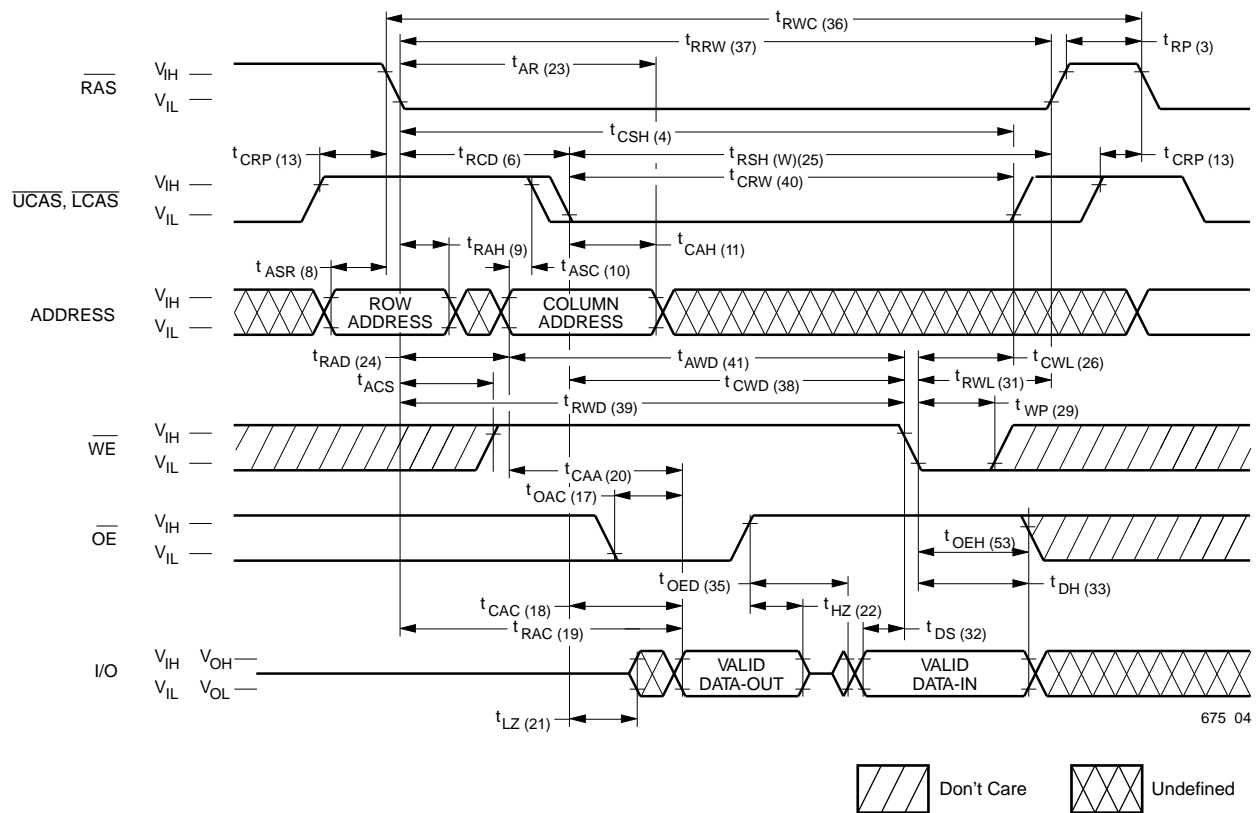 tRWC (36)
tRRW (37)
tRP (3)
tAR (23)
RAS
VIH
VIL
tCSH (4)
tCRP (13)
tRCD (6)
tRSH (W)(25)
tCRP (13)
tCRW (40)
UCAS, LCAS
VIH
VIL
tRAH (9)
tCAH (11)
tASR (8)
tASC (10)
ADDRESS
VIH
VIL
ROW
ADDRESS
COLUMN
ADDRESS
tRAD (24)
tAWD (41)
tCWL (26)
tACS
tCWD (38)
tRWL (31)
tRWD (39)
tWP (29)
WE
VIH
VIL
tCAA (20)
tOAC (17)
OE
VIH
VIL
tOEH (53)
tOED (35)
tDH (33)
tCAC (18)
tHZ (22)
tRAC (19)
tDS (32)
I/O
VIH VOH
VIL VOL
VALID
DATA-OUT
VALID
DATA-IN
tLZ (21)
675 04
Don't Care
Undefined